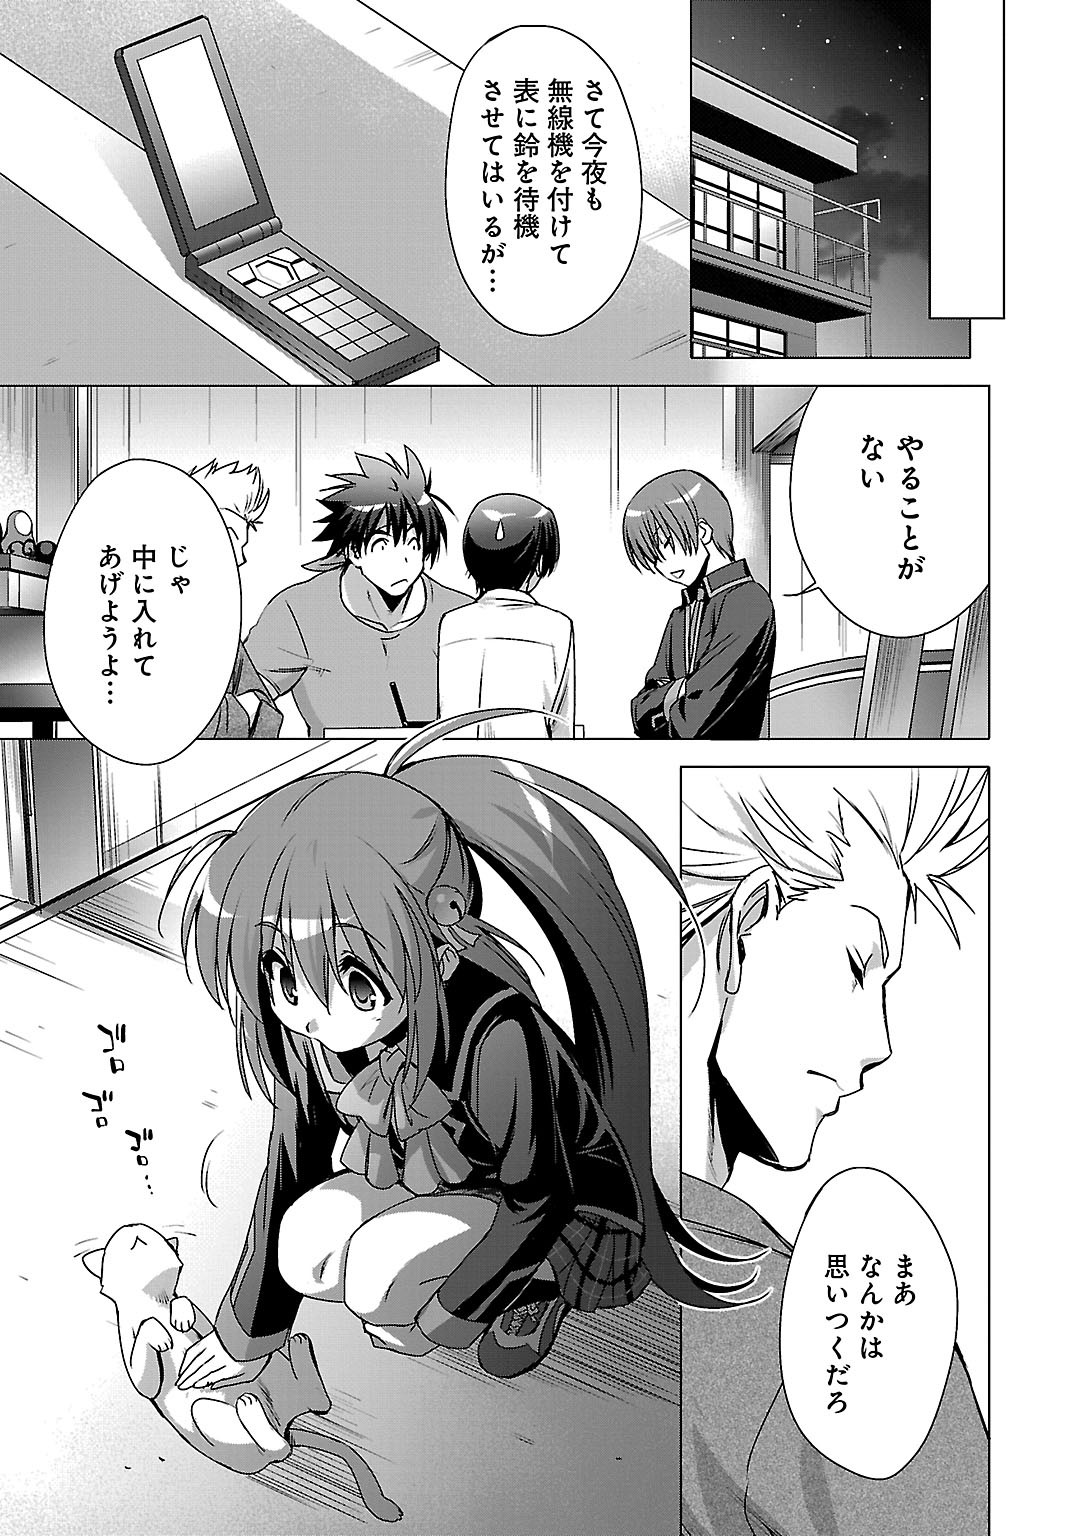 さて今夜も
無線機を付けて
表に鈴を待機
させてはいるが…
やることが
ない
じゃ
中に入れて
あげようよ…
まあ
なんかは
思いつくだろ
ゴロ
ゴロ
ゴロ…